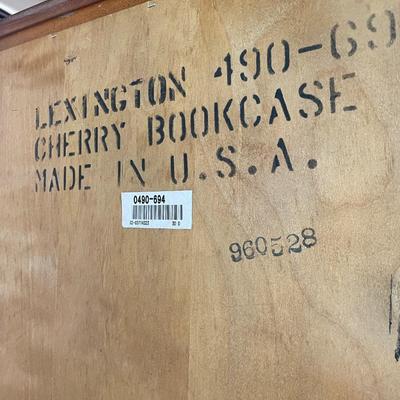 LEXINGTON 490-69
CHERRY BOOKCASE
MADE IN U.S.A.
0490-694
960528